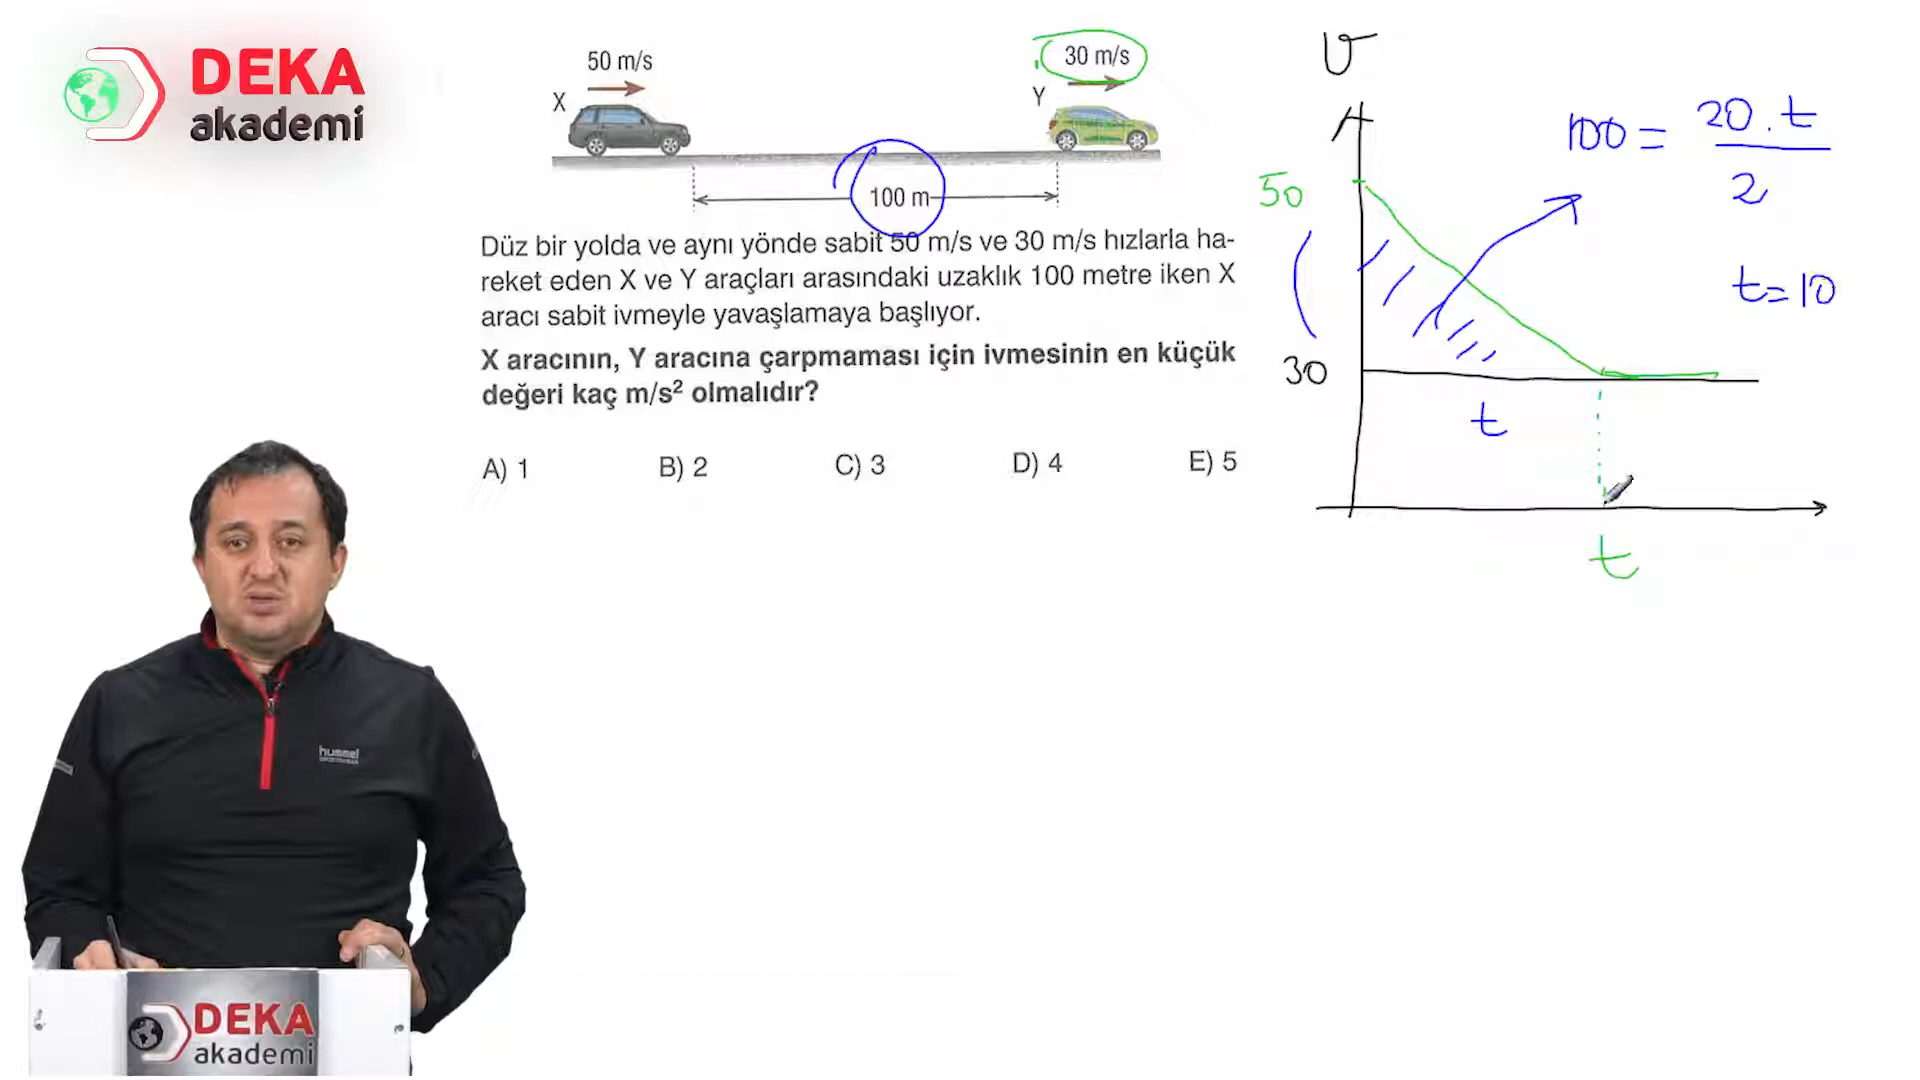 DEKA
akademi
50 m/s
30 m/s
X
Y
100 m
Düz bir yolda ve aynı yönde sabit 50 m/s ve 30 m/s hızlarla ha-
reket eden X ve Y araçları arasındaki uzaklık 100 metre iken X
aracı sabit ivmeyle yavaşlamaya başlıyor.
X aracının, Y aracına çarpmaması için ivmesinin en küçük
değeri kaç m/s² olmalıdır?
A) 1 B) 2 C) 3 D) 4 E) 5
V
50
30
t
t
100 = 20.t / 2
t=10
hummel
DEKA
akademi